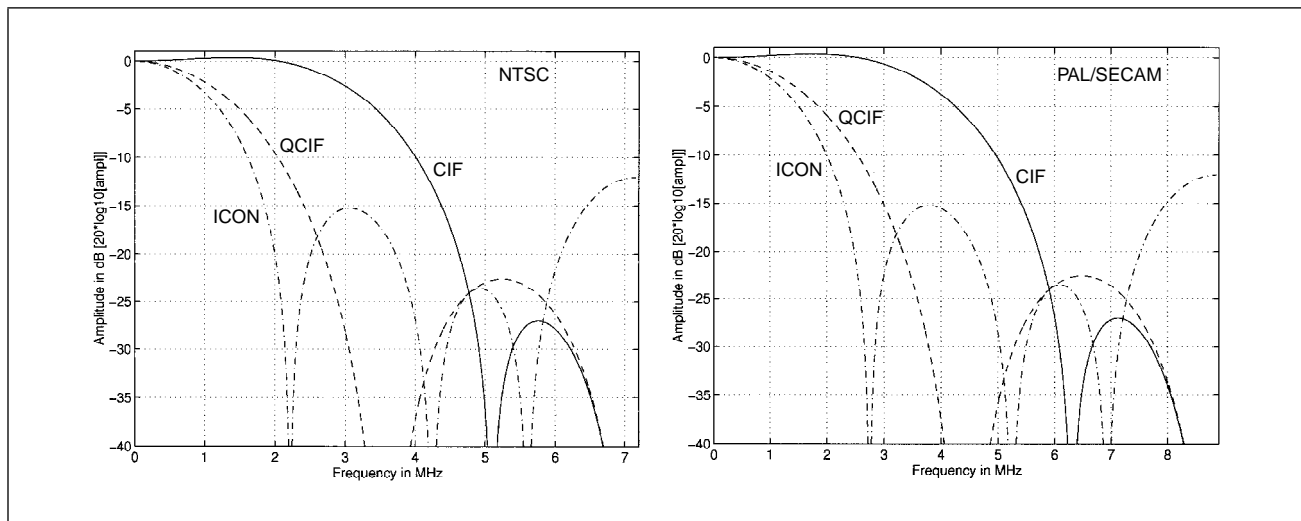 NTSC
QCIF
CIF
ICON
0
−5
−10
−15
−20
−25
−30
−35
−40
0 1 2 3 4 5 6 7
Amplitude in dB [20*log10[ampl]]
Frequency in MHz
PAL/SECAM
QCIF
CIF
ICON
0
−5
−10
−15
−20
−25
−30
−35
−40
0 1 2 3 4 5 6 7 8
Amplitude in dB [20*log10[ampl]]
Frequency in MHz